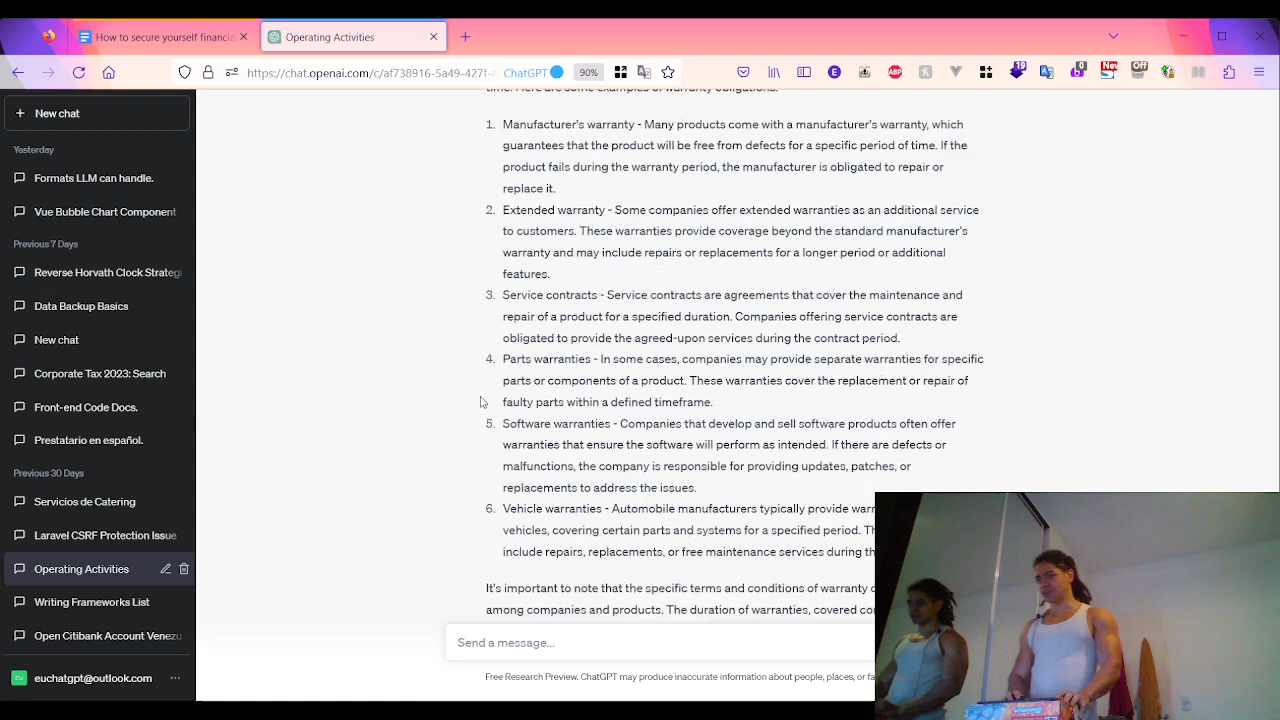 How to secure yourself financia
Operating Activities
https://chat.openai.com/c/af738916-5a49-427f-a
ChatGPT
90%
E
ABP
19
0
New
Off
New chat
Yesterday
Formats LLM can handle.
Vue Bubble Chart Component
Previous 7 Days
Reverse Horvath Clock Strategi
Data Backup Basics
New chat
Corporate Tax 2023: Search
Front-end Code Docs.
Prestatario en español.
Previous 30 Days
Servicios de Catering
Laravel CSRF Protection Issue
Operating Activities
Writing Frameworks List
Open Citibank Account Venezu
EU
euchatgpt@outlook.com
time. Here are some examples of warranty obligations:
1. Manufacturer's warranty - Many products come with a manufacturer's warranty, which
guarantees that the product will be free from defects for a specific period of time. If the
product fails during the warranty period, the manufacturer is obligated to repair or
replace it.
2. Extended warranty - Some companies offer extended warranties as an additional service
to customers. These warranties provide coverage beyond the standard manufacturer's
warranty and may include repairs or replacements for a longer period or additional
features.
3. Service contracts - Service contracts are agreements that cover the maintenance and
repair of a product for a specified duration. Companies offering service contracts are
obligated to provide the agreed-upon services during the contract period.
4. Parts warranties - In some cases, companies may provide separate warranties for specific
parts or components of a product. These warranties cover the replacement or repair of
faulty parts within a defined timeframe.
5. Software warranties - Companies that develop and sell software products often offer
warranties that ensure the software will perform as intended. If there are defects or
malfunctions, the company is responsible for providing updates, patches, or
replacements to address the issues.
6. Vehicle warranties - Automobile manufacturers typically provide warr
vehicles, covering certain parts and systems for a specified period. Th
include repairs, replacements, or free maintenance services during th
It's important to note that the specific terms and conditions of warranty o
among companies and products. The duration of warranties, covered co
Send a message...
Free Research Preview. ChatGPT may produce inaccurate information about people, places, or fa